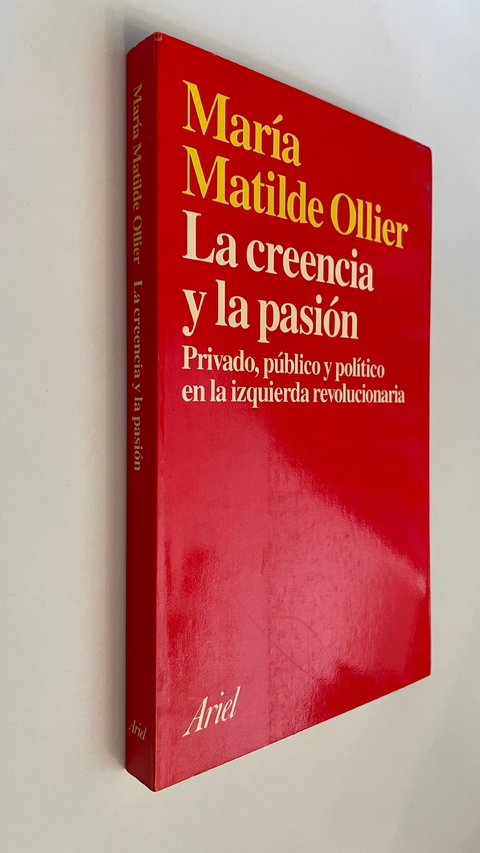 María
Matilde Ollier
La creencia
y la pasión
Privado, público y político
en la izquierda revolucionaria
Ariel
María Matilde Ollier La creencia y la pasión
Ariel